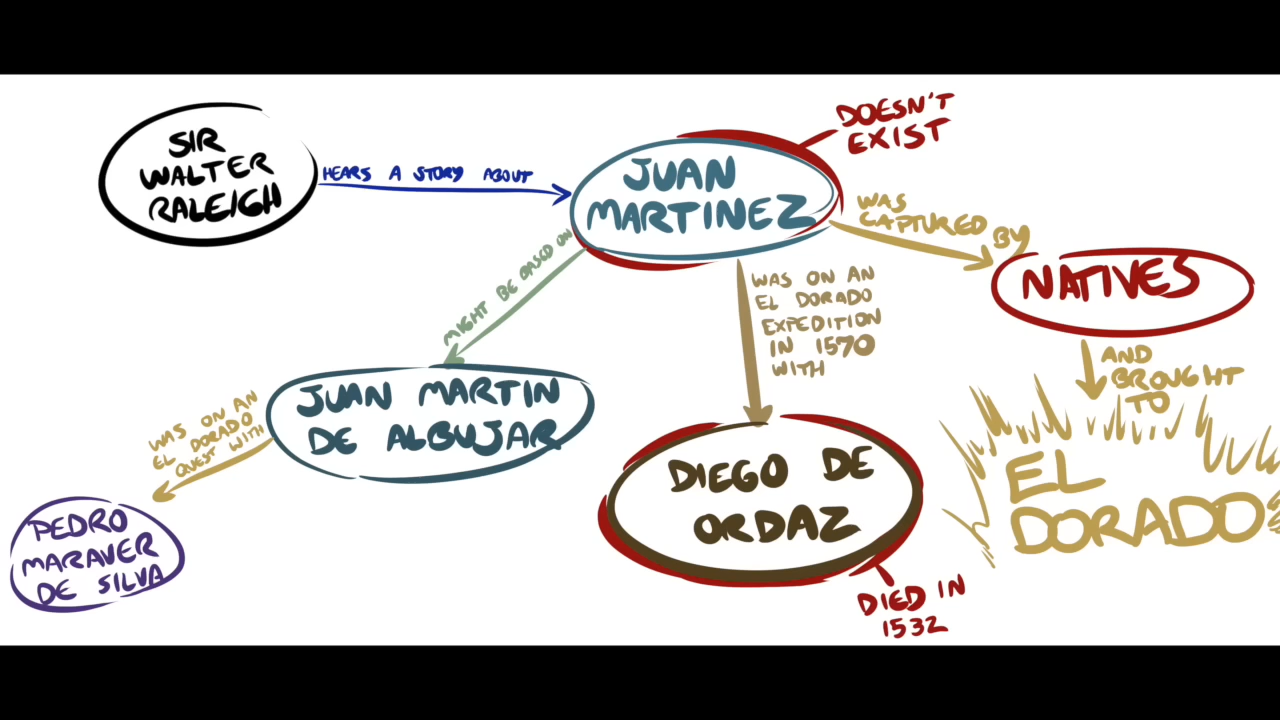 SIR
WALTER
RALEIGH
HEARS A STORY ABOUT
JUAN
MARTINEZ
DOESN'T
EXIST
WAS
CAPTURED BY
NATIVES
AND
BROUGHT
TO
EL
DORADO
MIGHT BE BASED ON
WAS ON AN
EL DORADO
EXPEDITION
IN 1570
WITH
JUAN MARTIN
DE ALBUJAR
WAS ON AN
EL DORADO
QUEST WITH
PEDRO
MARAVER
DE SILVA
DIEGO DE
ORDAZ
DIED IN
1532